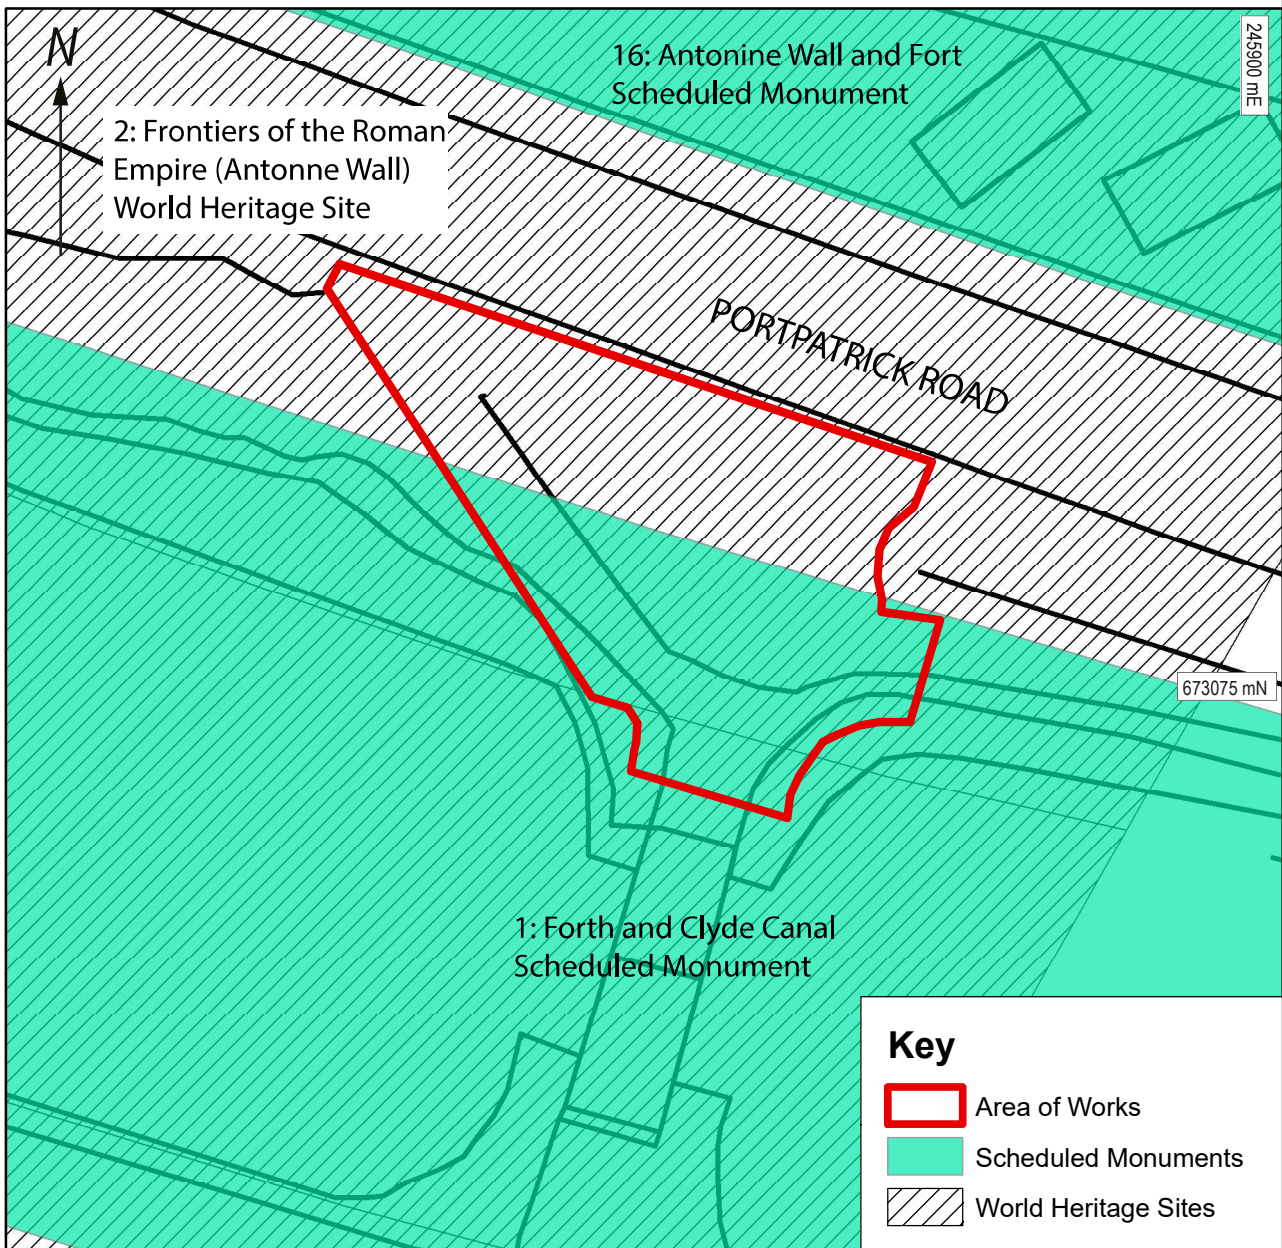 N
16: Antonine Wall and Fort
Scheduled Monument
245900 mE
2: Frontiers of the Roman
Empire (Antonne Wall)
World Heritage Site
PORTPATRICK ROAD
673075 mN
1: Forth and Clyde Canal
Scheduled Monument
Key
Area of Works
Scheduled Monuments
World Heritage Sites